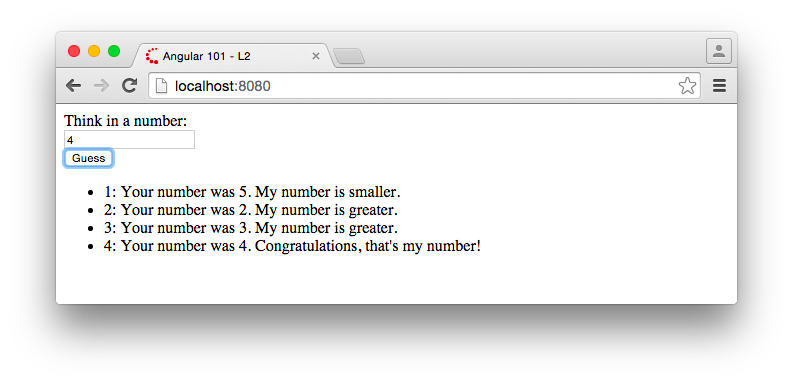 Angular 101 - L2
localhost:8080
Think in a number:
4
Guess
1: Your number was 5. My number is smaller.
2: Your number was 2. My number is greater.
3: Your number was 3. My number is greater.
4: Your number was 4. Congratulations, that's my number!